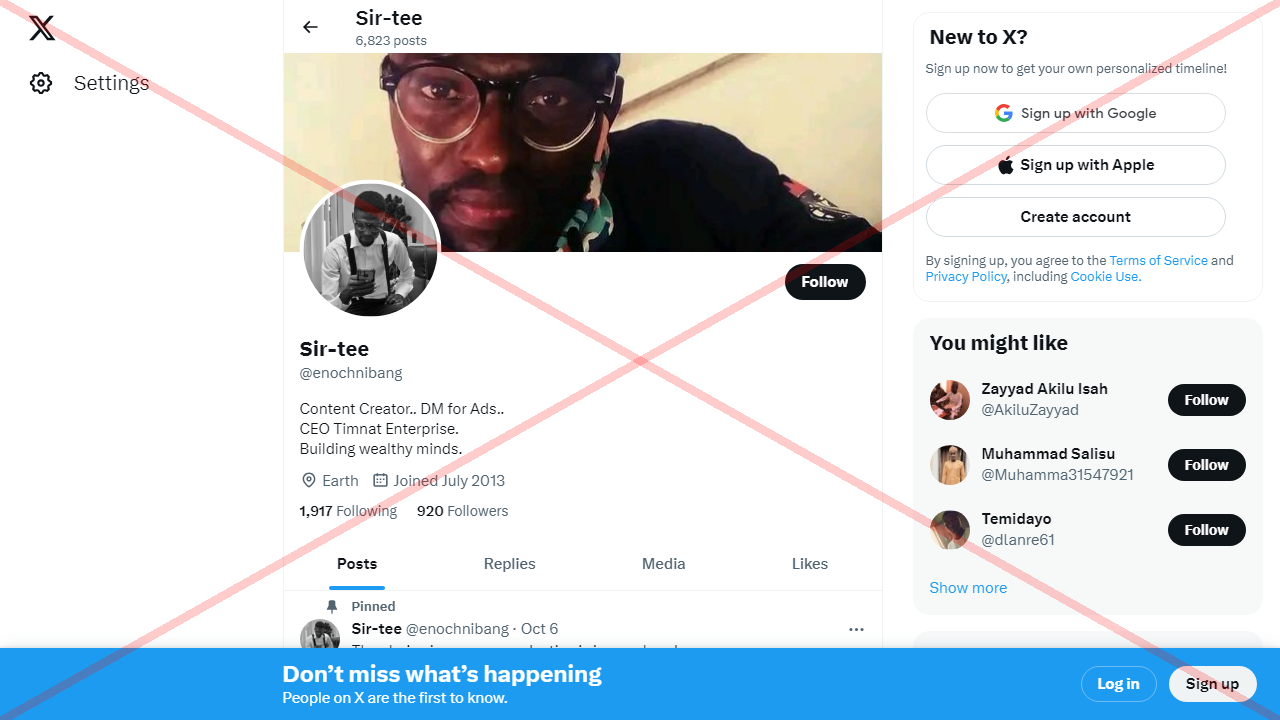 Settings
Sir-tee
6,823 posts
Follow
Sir-tee
@enochnibang
Content Creator.. DM for Ads..
CEO Timnat Enterprise.
Building wealthy minds.
Earth Joined July 2013
1,917 Following 920 Followers
Posts Replies Media Likes
Pinned
Sir-tee @enochnibang · Oct 6
New to X?
Sign up now to get your own personalized timeline!
Sign up with Google
Sign up with Apple
Create account
By signing up, you agree to the Terms of Service and
Privacy Policy, including Cookie Use.
You might like
Zayyad Akilu Isah
@AkiluZayyad
Follow
Muhammad Salisu
@Muhamma31547921
Follow
Temidayo
@dlanre61
Follow
Show more
Don’t miss what’s happening
People on X are the first to know.
Log in
Sign up